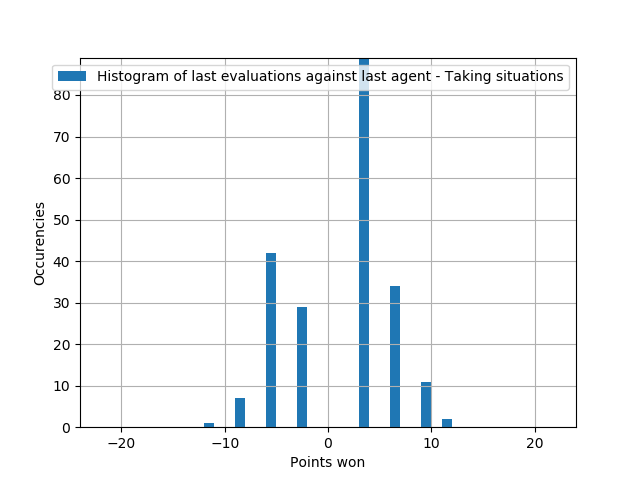 Histogram of last evaluations against last agent - Taking situations
80
70
60
50
40
30
20
10
0
Occurencies
−20 −10 0 10 20
Points won